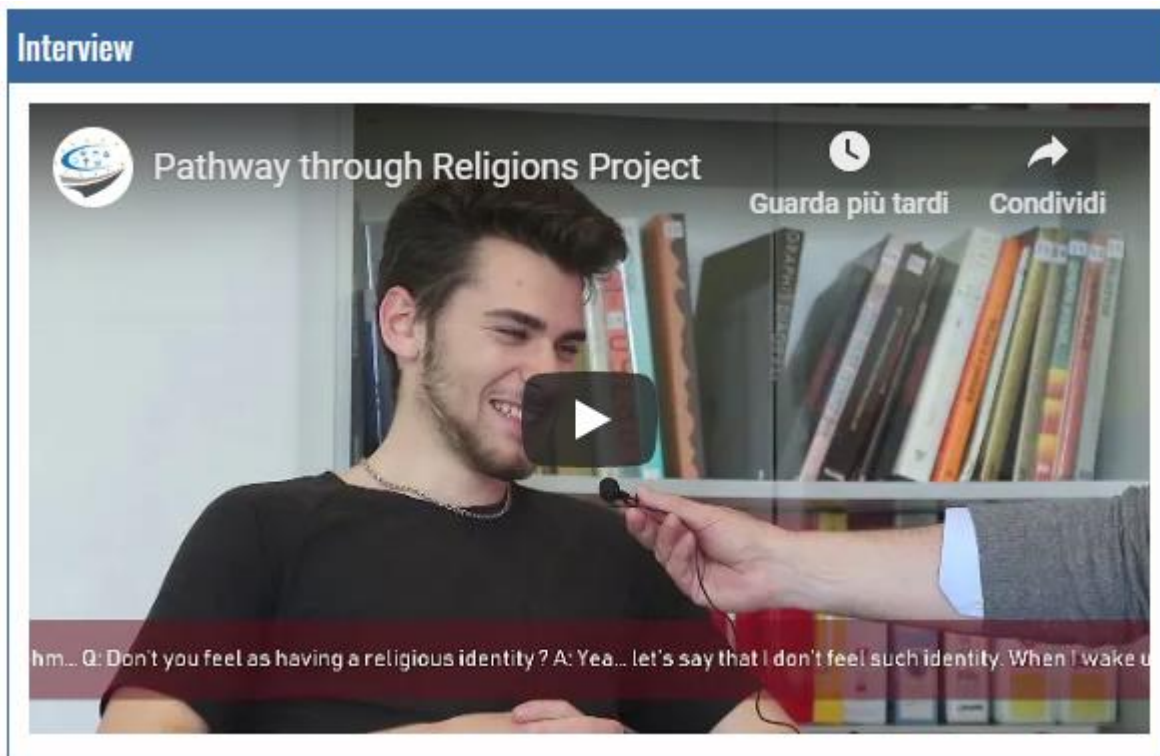 Interview
Pathway through Religions Project
Guarda più tardi
Condividi
hm... Q: Don't you feel as having a religious identity? A: Yea... let's say that I don't feel such identity. When I wake u